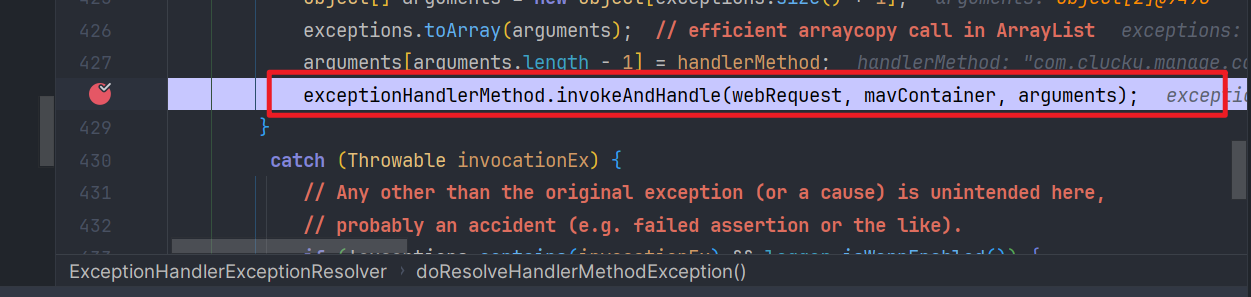 426 exceptions.toArray(arguments); // efficient arraycopy call in ArrayList exceptions:
427 arguments[arguments.length - 1] = handlerMethod; handlerMethod: "com.clucky.manage.co
exceptionHandlerMethod.invokeAndHandle(webRequest, mavContainer, arguments); exceptio
429 }
430 catch (Throwable invocationEx) {
431 // Any other than the original exception (or a cause) is unintended here,
432 // probably an accident (e.g. failed assertion or the like).
ExceptionHandlerExceptionResolver › doResolveHandlerMethodException()